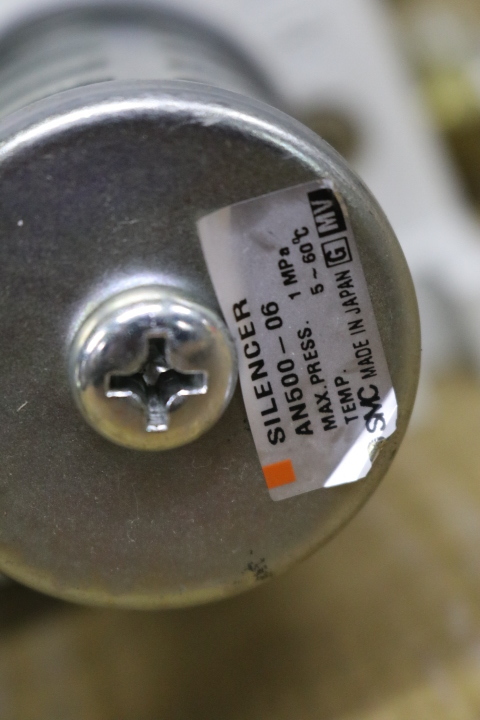 SILENCER
AN500-06
MAX.PRESS. 1 MPa
TEMP. 5~60℃
SMC MADE IN JAPAN G MV